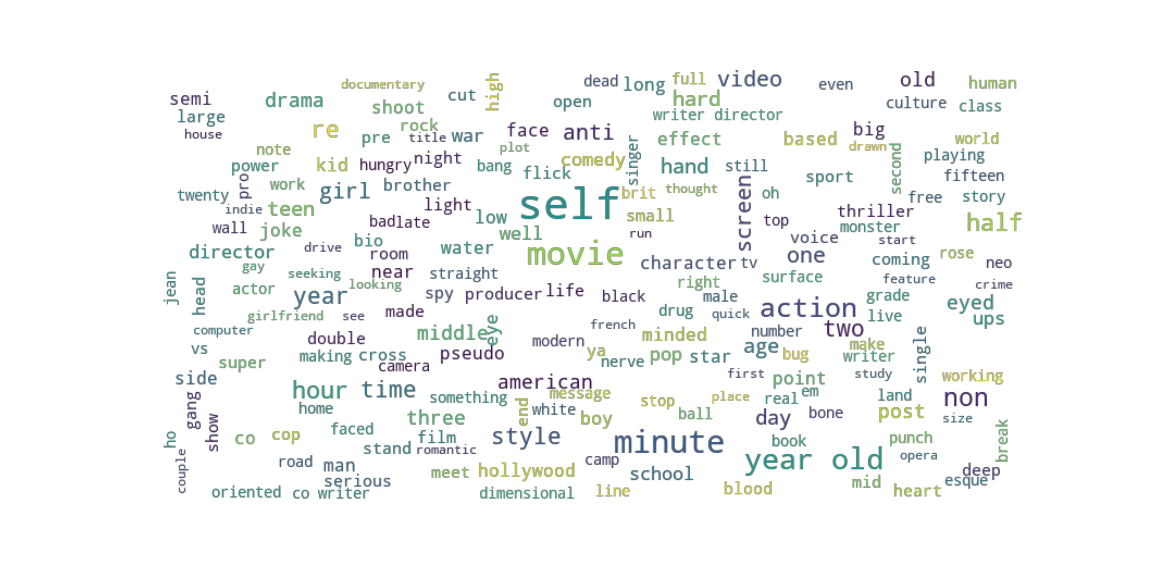 documentary
high
dead
long
full
video
even
old
human
semi
drama
shoot
cut
open
hard
culture
class
large
writer director
house
re
pre
rock
title
war
face
anti
singer
effect
based
big
drawn
world
note
plot
second
playing
power
kid
hungry
night
bang
flick
comedy
hand
still
sport
fifteen
pro
work
girl
brother
brit
thought
screen
oh
free
story
twenty
indie
teen
light
self
small
top
thriller
half
wall
joke
bad
late
low
well
run
voice
monster
start
director
drive
bio
room
water
movie
character
tv
one
coming
rose
neo
gay
seeking
looking
near
straight
right
surface
feature
crime
jean
head
actor
year
spy
producer
life
black
male
drug
quick
action
grade
eyed
girlfriend
see
made
live
ups
computer
double
middle
eye
modern
french
minded
number
two
single
vs
super
making
cross
camera
pseudo
ya
nerve
pop
star
age
bug
make
writer
side
hour
time
american
first
point
study
working
gang
show
home
something
message
stop
place
real
em
land
non
end
white
boy
ball
day
bone
post
size
three
faced
co
cop
ho
film
style
minute
book
punch
break
stand
romantic
road
man
camp
school
year old
opera
couple
serious
meet
hollywood
deep
esque
oriented
co writer
dimensional
line
blood
mid
heart